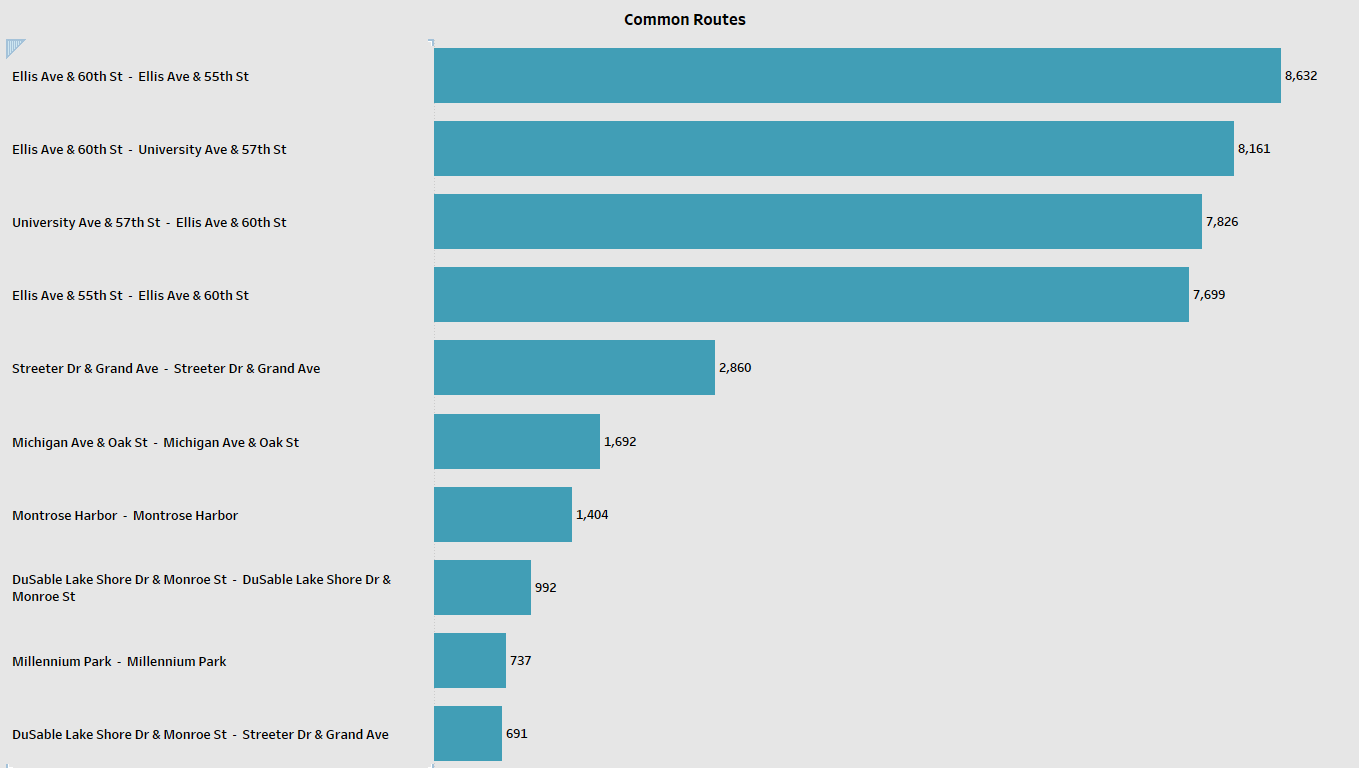 Common Routes
Ellis Ave & 60th St - Ellis Ave & 55th St
8,632
Ellis Ave & 60th St - University Ave & 57th St
8,161
University Ave & 57th St - Ellis Ave & 60th St
7,826
Ellis Ave & 55th St - Ellis Ave & 60th St
7,699
Streeter Dr & Grand Ave - Streeter Dr & Grand Ave
2,860
Michigan Ave & Oak St - Michigan Ave & Oak St
1,692
Montrose Harbor - Montrose Harbor
1,404
DuSable Lake Shore Dr & Monroe St - DuSable Lake Shore Dr &
Monroe St
992
Millennium Park - Millennium Park
737
DuSable Lake Shore Dr & Monroe St - Streeter Dr & Grand Ave
691